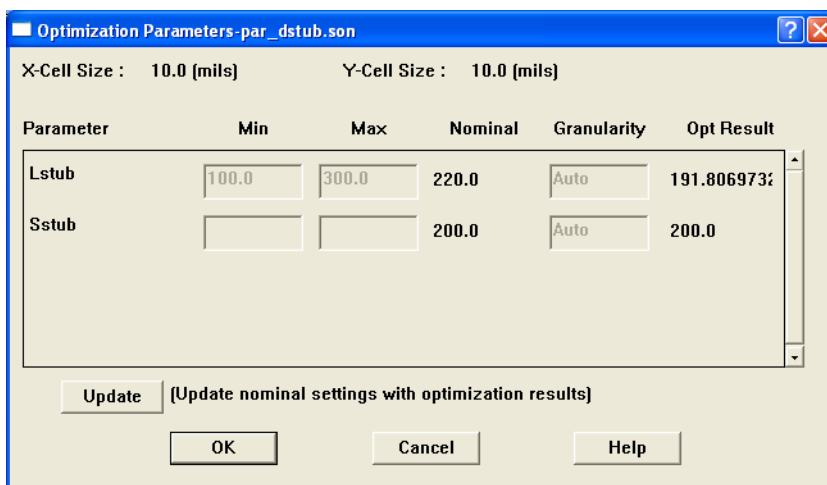 Optimization Parameters-par_dstub.son
X-Cell Size : 10.0 (mils) Y-Cell Size : 10.0 (mils)
Parameter Min Max Nominal Granularity Opt Result
Lstub 100.0 300.0 220.0 Auto 191.8069732
Sstub 200.0 Auto 200.0
Update (Update nominal settings with optimization results)
OK Cancel Help